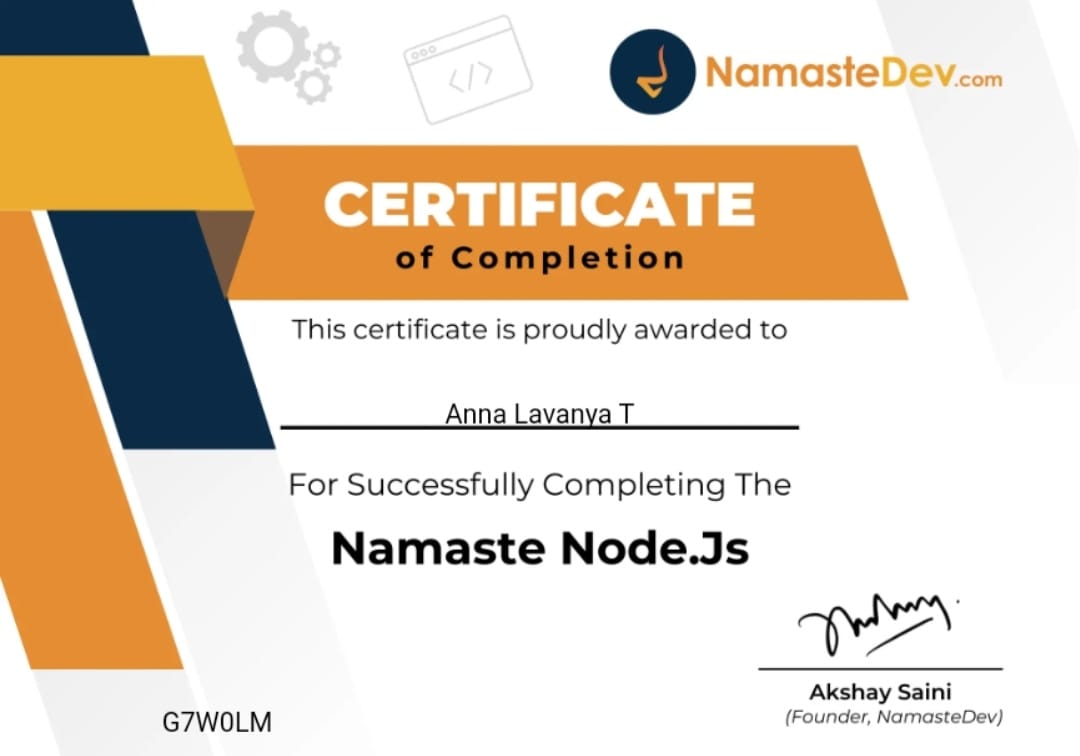 </>
NamasteDev.com
CERTIFICATE
of Completion
This certificate is proudly awarded to
Anna Lavanya T
For Successfully Completing The
Namaste Node.Js
Akshay Saini
(Founder, NamasteDev)
G7W0LM